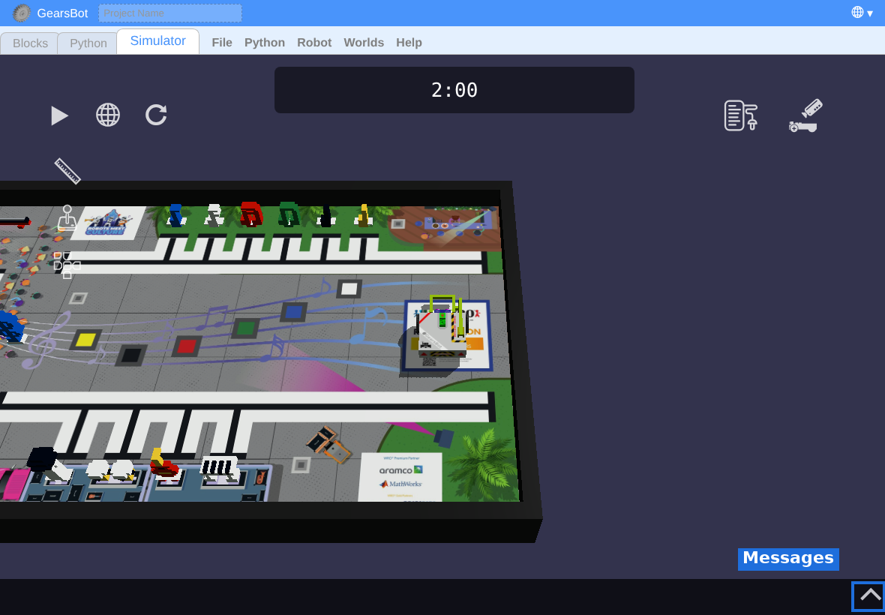 GearsBot
Project Name
Blocks
Python
Simulator
File
Python
Robot
Worlds
Help
2:00
aramco
MathWorks
Messages